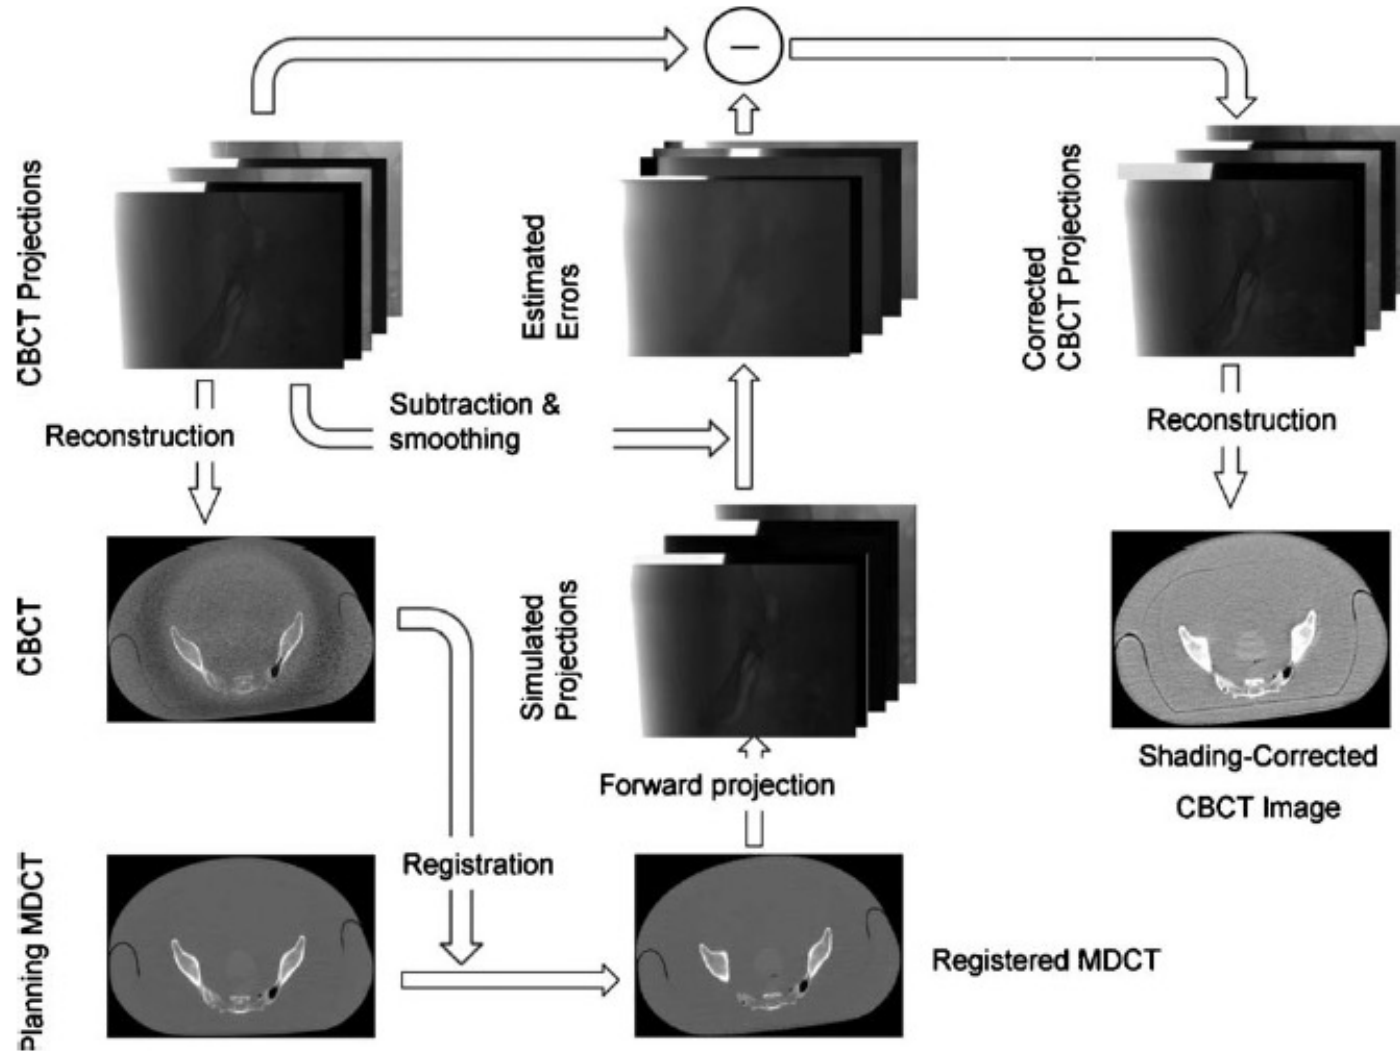 CBCT Projections
Estimated
Errors
Corrected
CBCT Projections
Subtraction &
smoothing
Reconstruction
Reconstruction
CBCT
Simulated
Projections
Shading-Corrected
CBCT Image
Forward projection
Planning MDCT
Registration
Registered MDCT